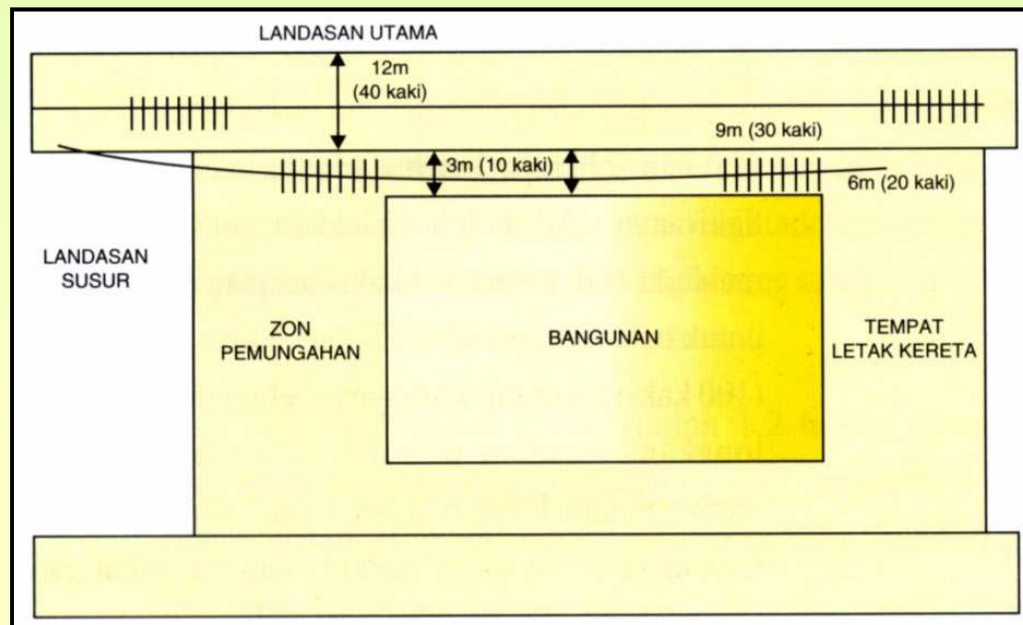 LANDASAN UTAMA
12m
(40 kaki)
9m (30 kaki)
3m (10 kaki)
6m (20 kaki)
LANDASAN
SUSUR
ZON
PEMUNGAHAN
BANGUNAN
TEMPAT
LETAK KERETA